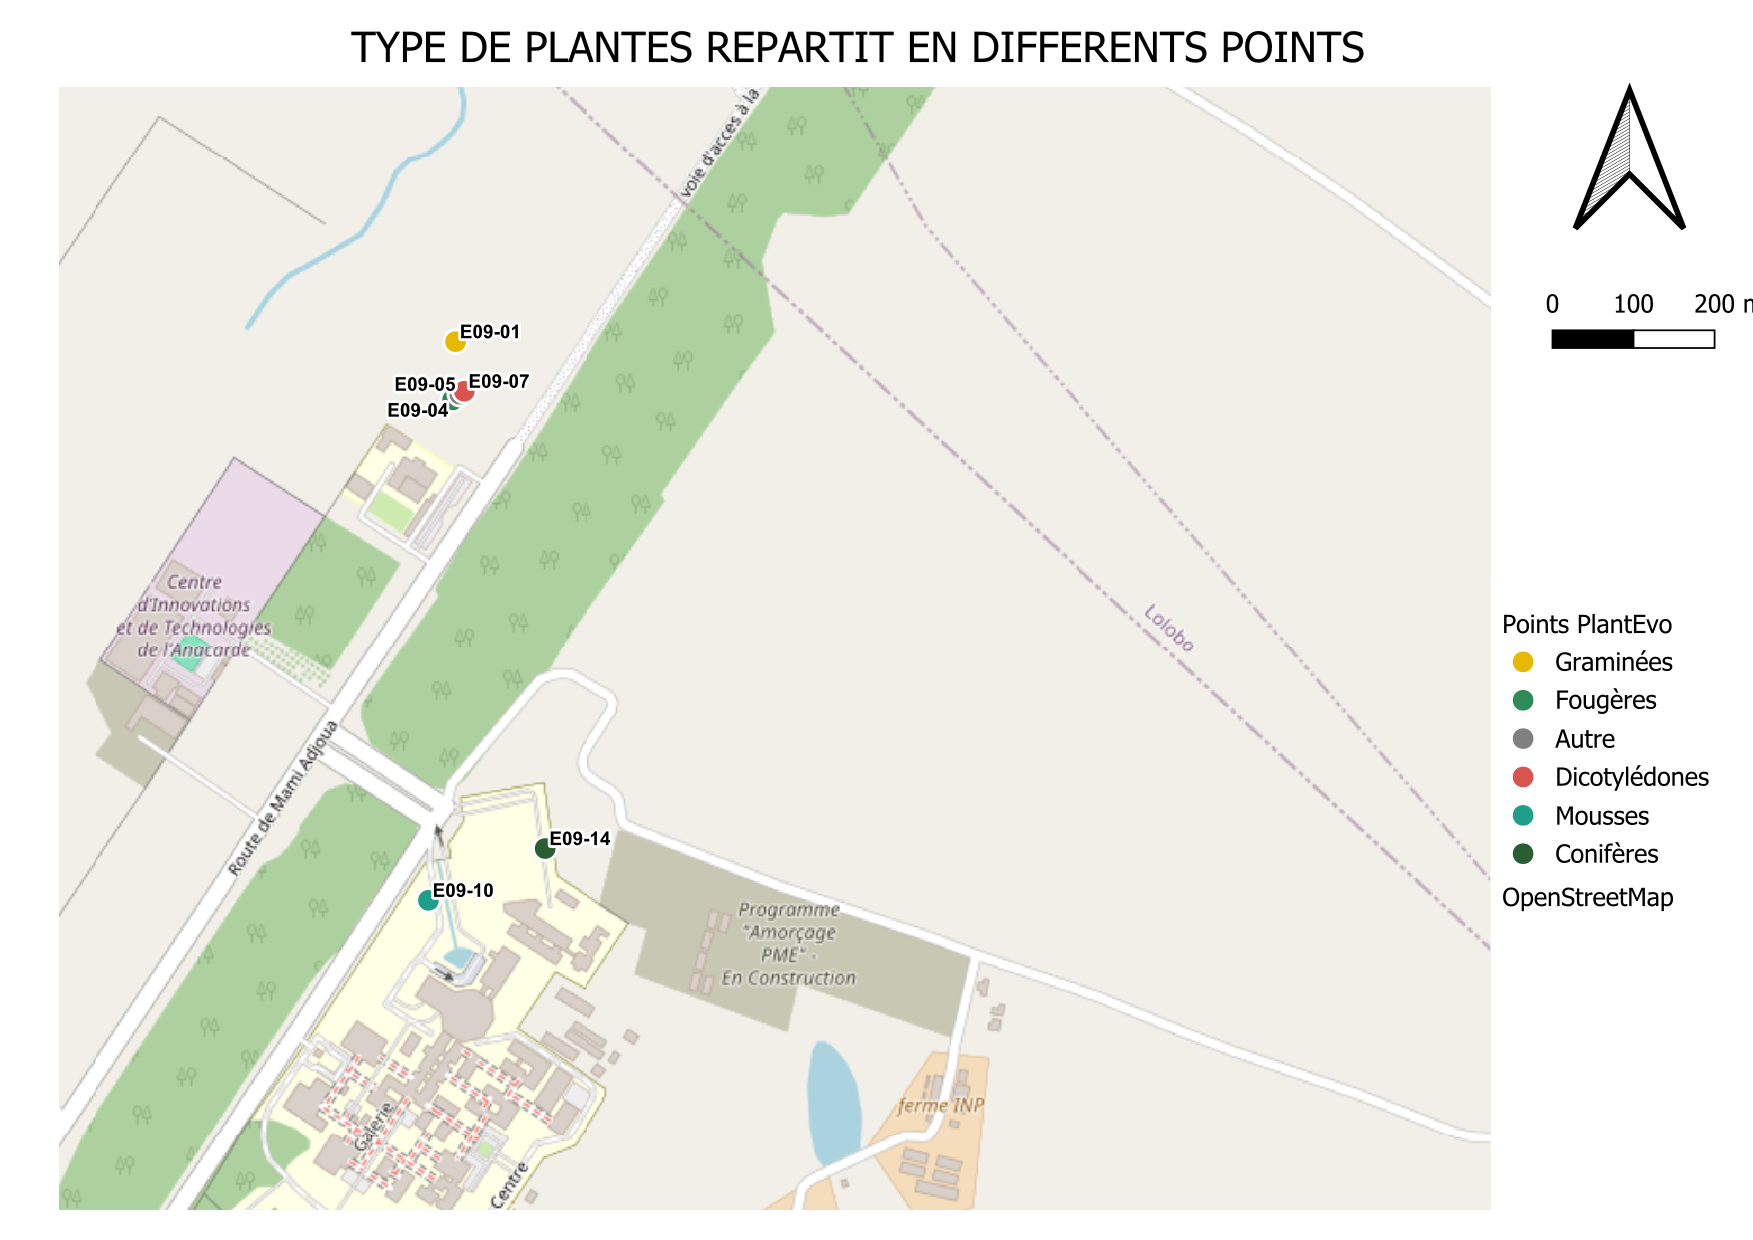 TYPE DE PLANTES REPARTIT EN DIFFERENTS POINTS
voie d'acces à la
0 100 200 m
E09-01
E09-05
E09-07
E09-04
Centre
d'Innovations
et de Technologies
de l'Anacarde
Lolobo
Route de Mami Adjoua
Points PlantEvo
Graminées
Fougères
Autre
Dicotylédones
Mousses
Conifères
OpenStreetMap
E09-14
E09-10
Programme
"Amorçage
PME" -
En Construction
ferme INP
Galerie
Centre